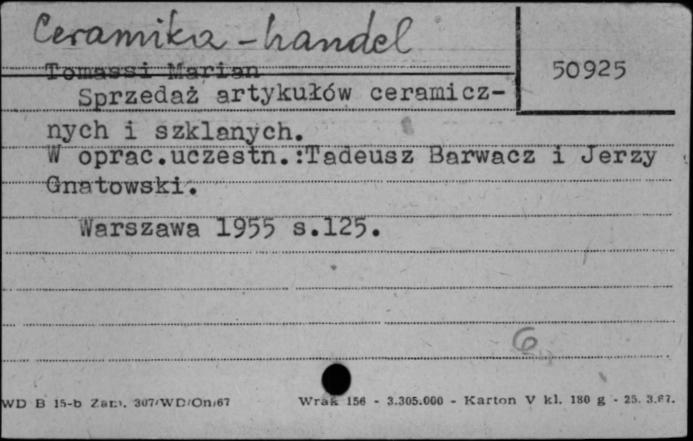 Ceramika - handel
Tomassi Marian
50925
Sprzedaż artykułów ceramicz-
nych i szklanych.
W oprac.uczestn.:Tadeusz Barwacz i Jerzy
Gnatowski.
Warszawa 1955 s.125.
6
WD B 15-b Zam. 307/WD/On/67
Wrak 156 - 3.305.000 - Karton V kl. 180 g - 25. 3.67.